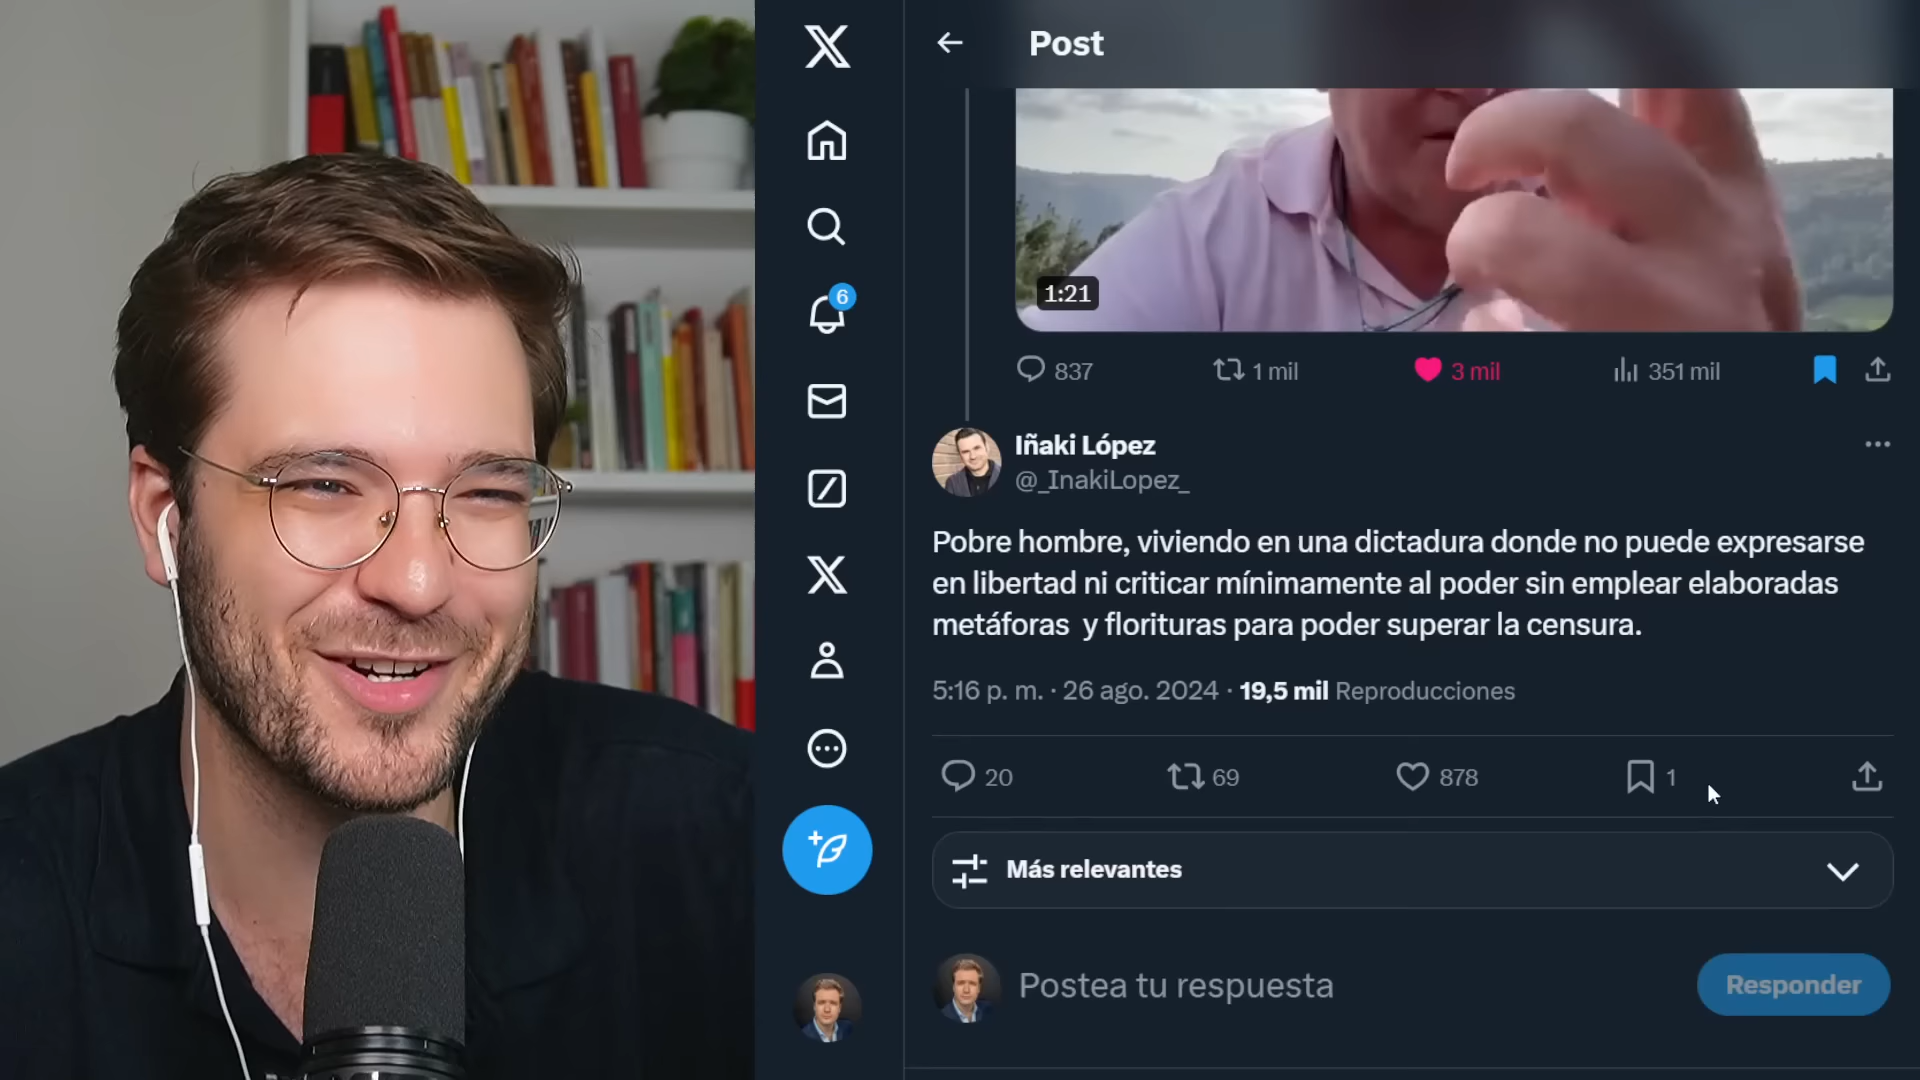 Post
1:21
837 1 mil 3 mil 351 mil
6
Iñaki López
@_InakiLopez_
Pobre hombre, viviendo en una dictadura donde no puede expresarse
en libertad ni criticar mínimamente al poder sin emplear elaboradas
metáforas y florituras para poder superar la censura.
5:16 p. m. · 26 ago. 2024 · 19,5 mil Reproducciones
20 69 878 1
Más relevantes
Postea tu respuesta Responder